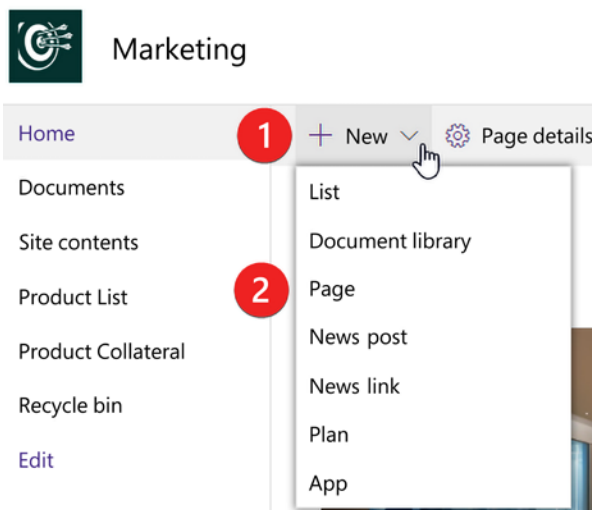 Marketing
Home
1
New
Page details
Documents
Site contents
Product List
Product Collateral
Recycle bin
Edit
List
Document library
2
Page
News post
News link
Plan
App